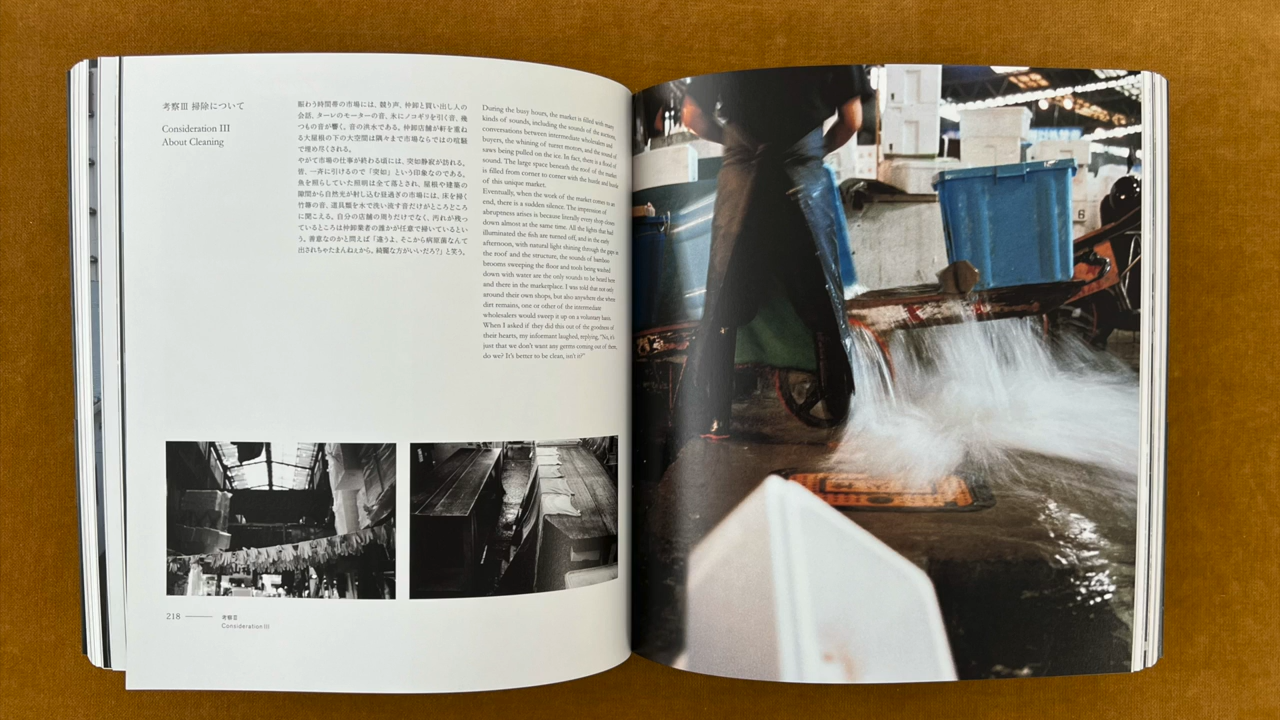 考察Ⅲ 掃除について
Consideration III
About Cleaning
賑わう時間帯の市場には、競り声、仲卸と買い出し人の
会話、ターレのモーターの音、氷にノコギリを引く音、幾
つもの音が響く。音の洪水である。仲卸店舗が軒を重ね
る大屋根の下の大空間は隅々まで市場ならではの喧騒
で埋め尽くされる。
やがて市場の仕事が終わる頃には、突如静寂が訪れる。
皆、一斉に引けるので「突如」という印象なのである。
魚を照らしていた照明は全て落とされ、屋根や建築の
隙間から自然光が射し込む昼過ぎの市場には、床を掃く
竹箒の音、道具類を水で洗い流す音だけがところどころ
に聞こえる。自分の店舗の周りだけでなく、汚れが残っ
ているところは仲卸業者の誰かが任意で掃いているとい
う。善意なのかと問えば「違うよ、そこから病原菌なんて
出されちゃたまんねぇから。綺麗な方がいいだろ?」と笑う。
During the busy hours, the market is filled with many
kinds of sounds, including the sounds of the auctions,
conversations between intermediate wholesalers and
buyers, the whining of turret motors, and the sound of
saws being pulled on the ice. In fact, there is a flood of
sound. The large space beneath the roof of the market
is filled from corner to corner with the hustle and bustle
of this unique market.
Eventually, when the work of the market comes to an
end, there is a sudden silence. The impression of
abruptness arises is because literally every shop closes
down almost at the same time. All the lights that had
illuminated the fish are turned off, and in the early
afternoon, with natural light shining through the gaps in
the roof and the structure, the sounds of bamboo
brooms sweeping the floor and tools being washed
down with water are the only sounds to be heard here
and there in the marketplace. I was told that not only
around their own shops, but also anywhere else where
dirt remains, one or other of the intermediate
wholesalers would sweep it up on a voluntary basis.
When I asked if they did this out of the goodness of
their hearts, my informant laughed, replying, "No, it's
just that we don't want any germs coming out of there,
do we? It's better to be clean, isn't it?"
218
考察Ⅲ
Consideration III
6